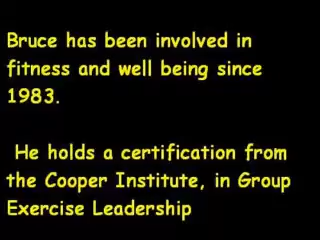 Bruce has been involved in
fitness and well being since
1983.
He holds a certification from
the Cooper Institute, in Group
Exercise Leadership